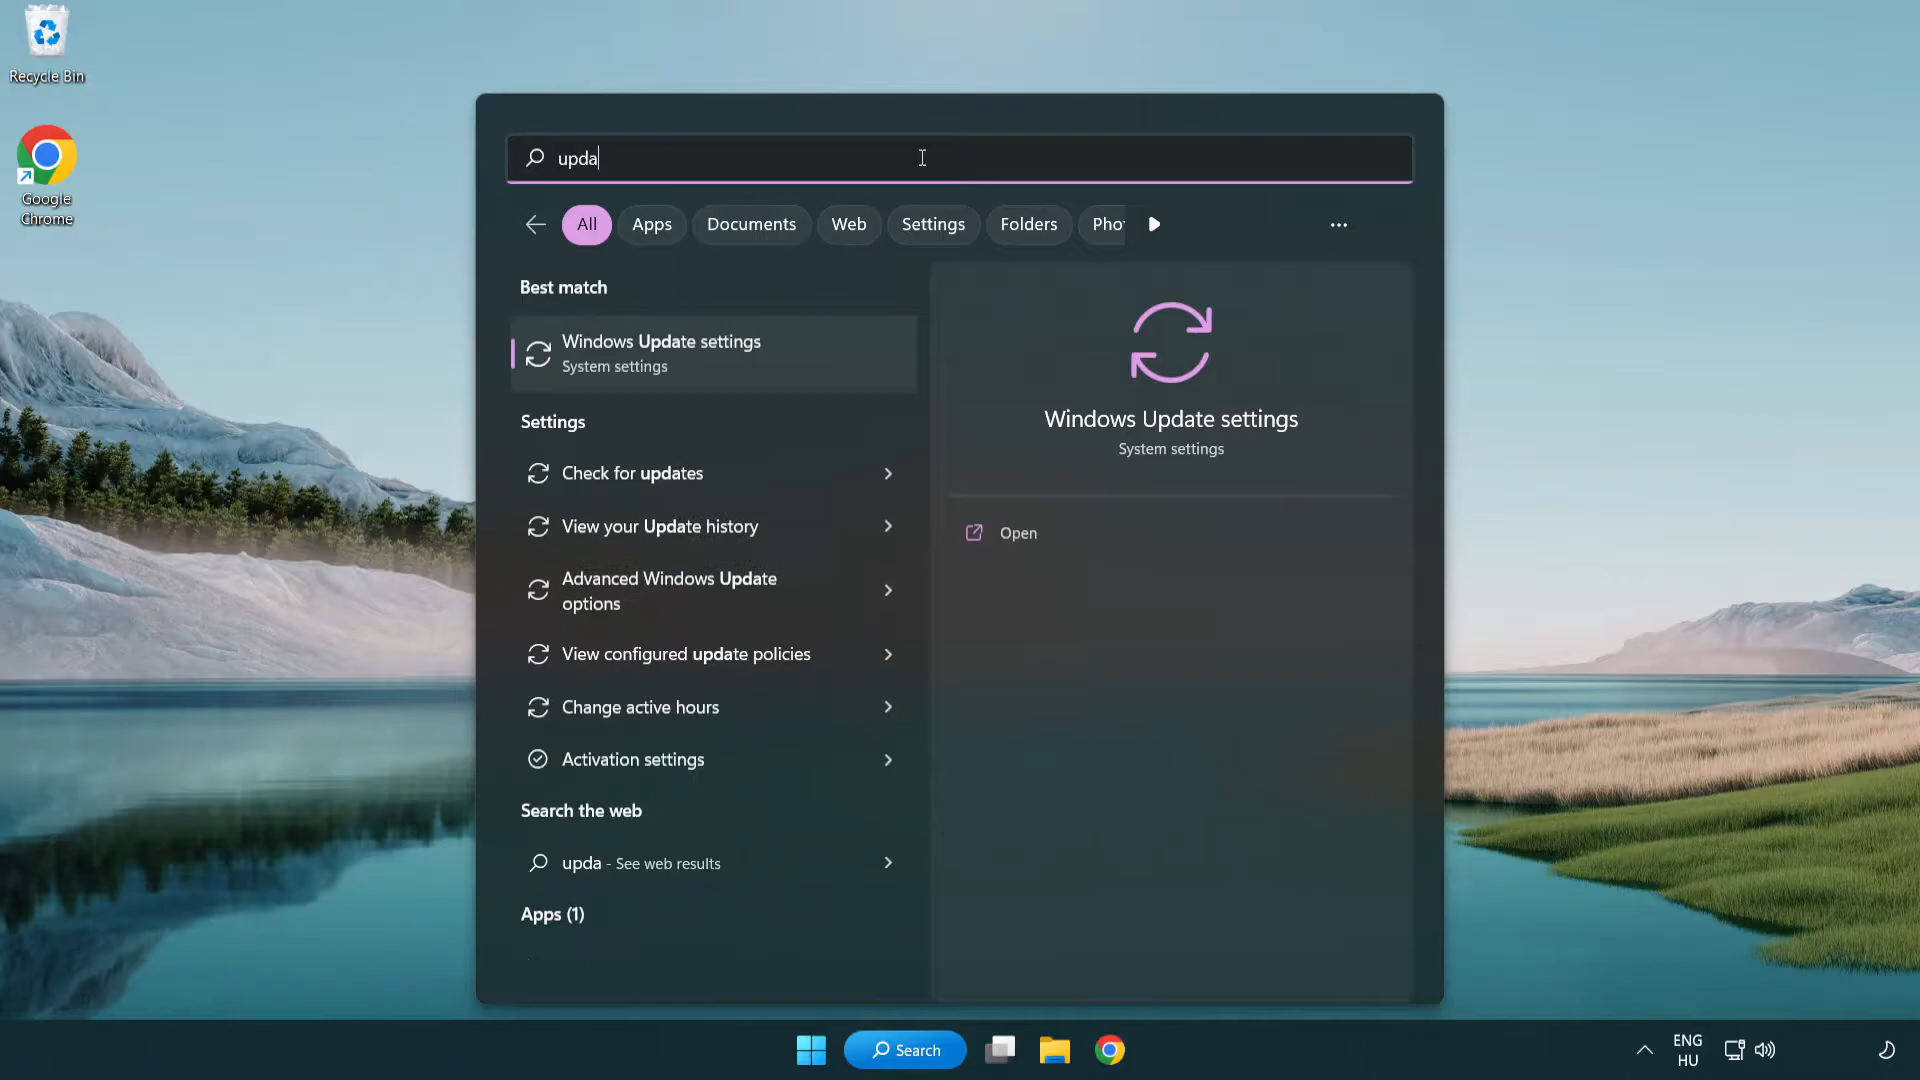 Recycle Bin
Google
Chrome
upda
All
Apps
Documents
Web
Settings
Folders
Pho
Best match
Windows Update settings
System settings
Settings
Check for updates
View your Update history
Advanced Windows Update
options
View configured update policies
Change active hours
Activation settings
Search the web
upda - See web results
Apps (1)
Windows Update settings
System settings
Open
Search
ENG
HU